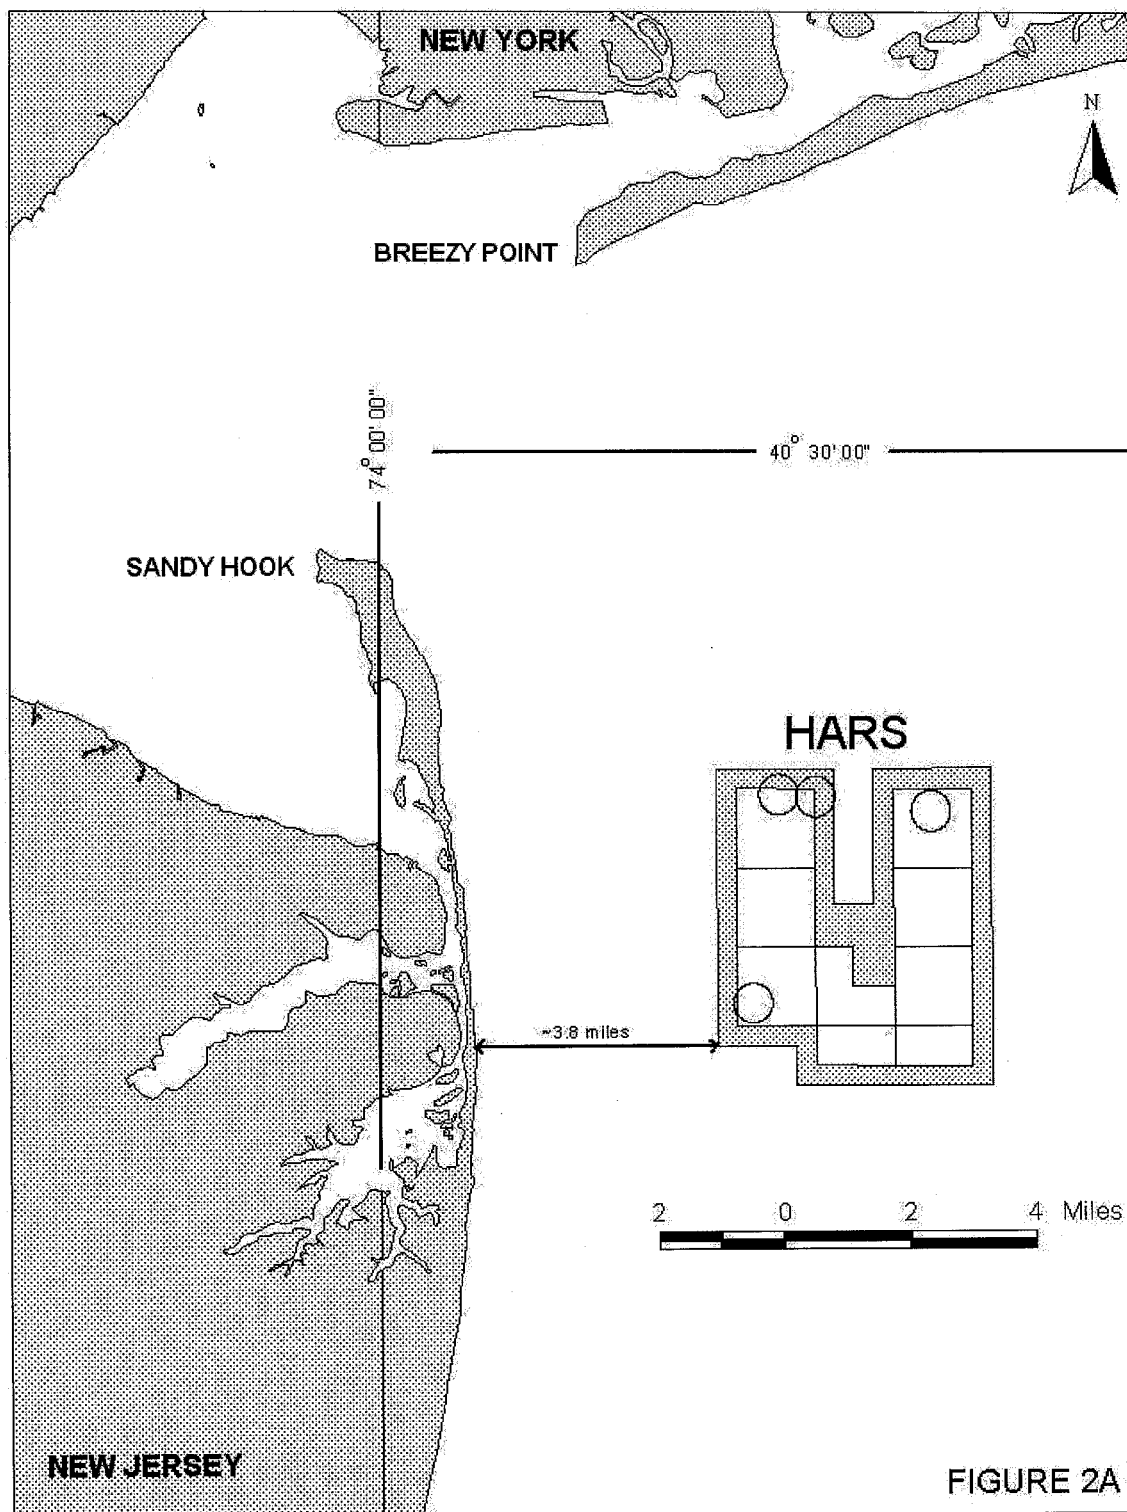 NEW YORK
N
BREEZY POINT
74° 00' 00"
40° 30' 00"
SANDY HOOK
HARS
~3.8 miles
2 0 2 4 Miles
NEW JERSEY
FIGURE 2A